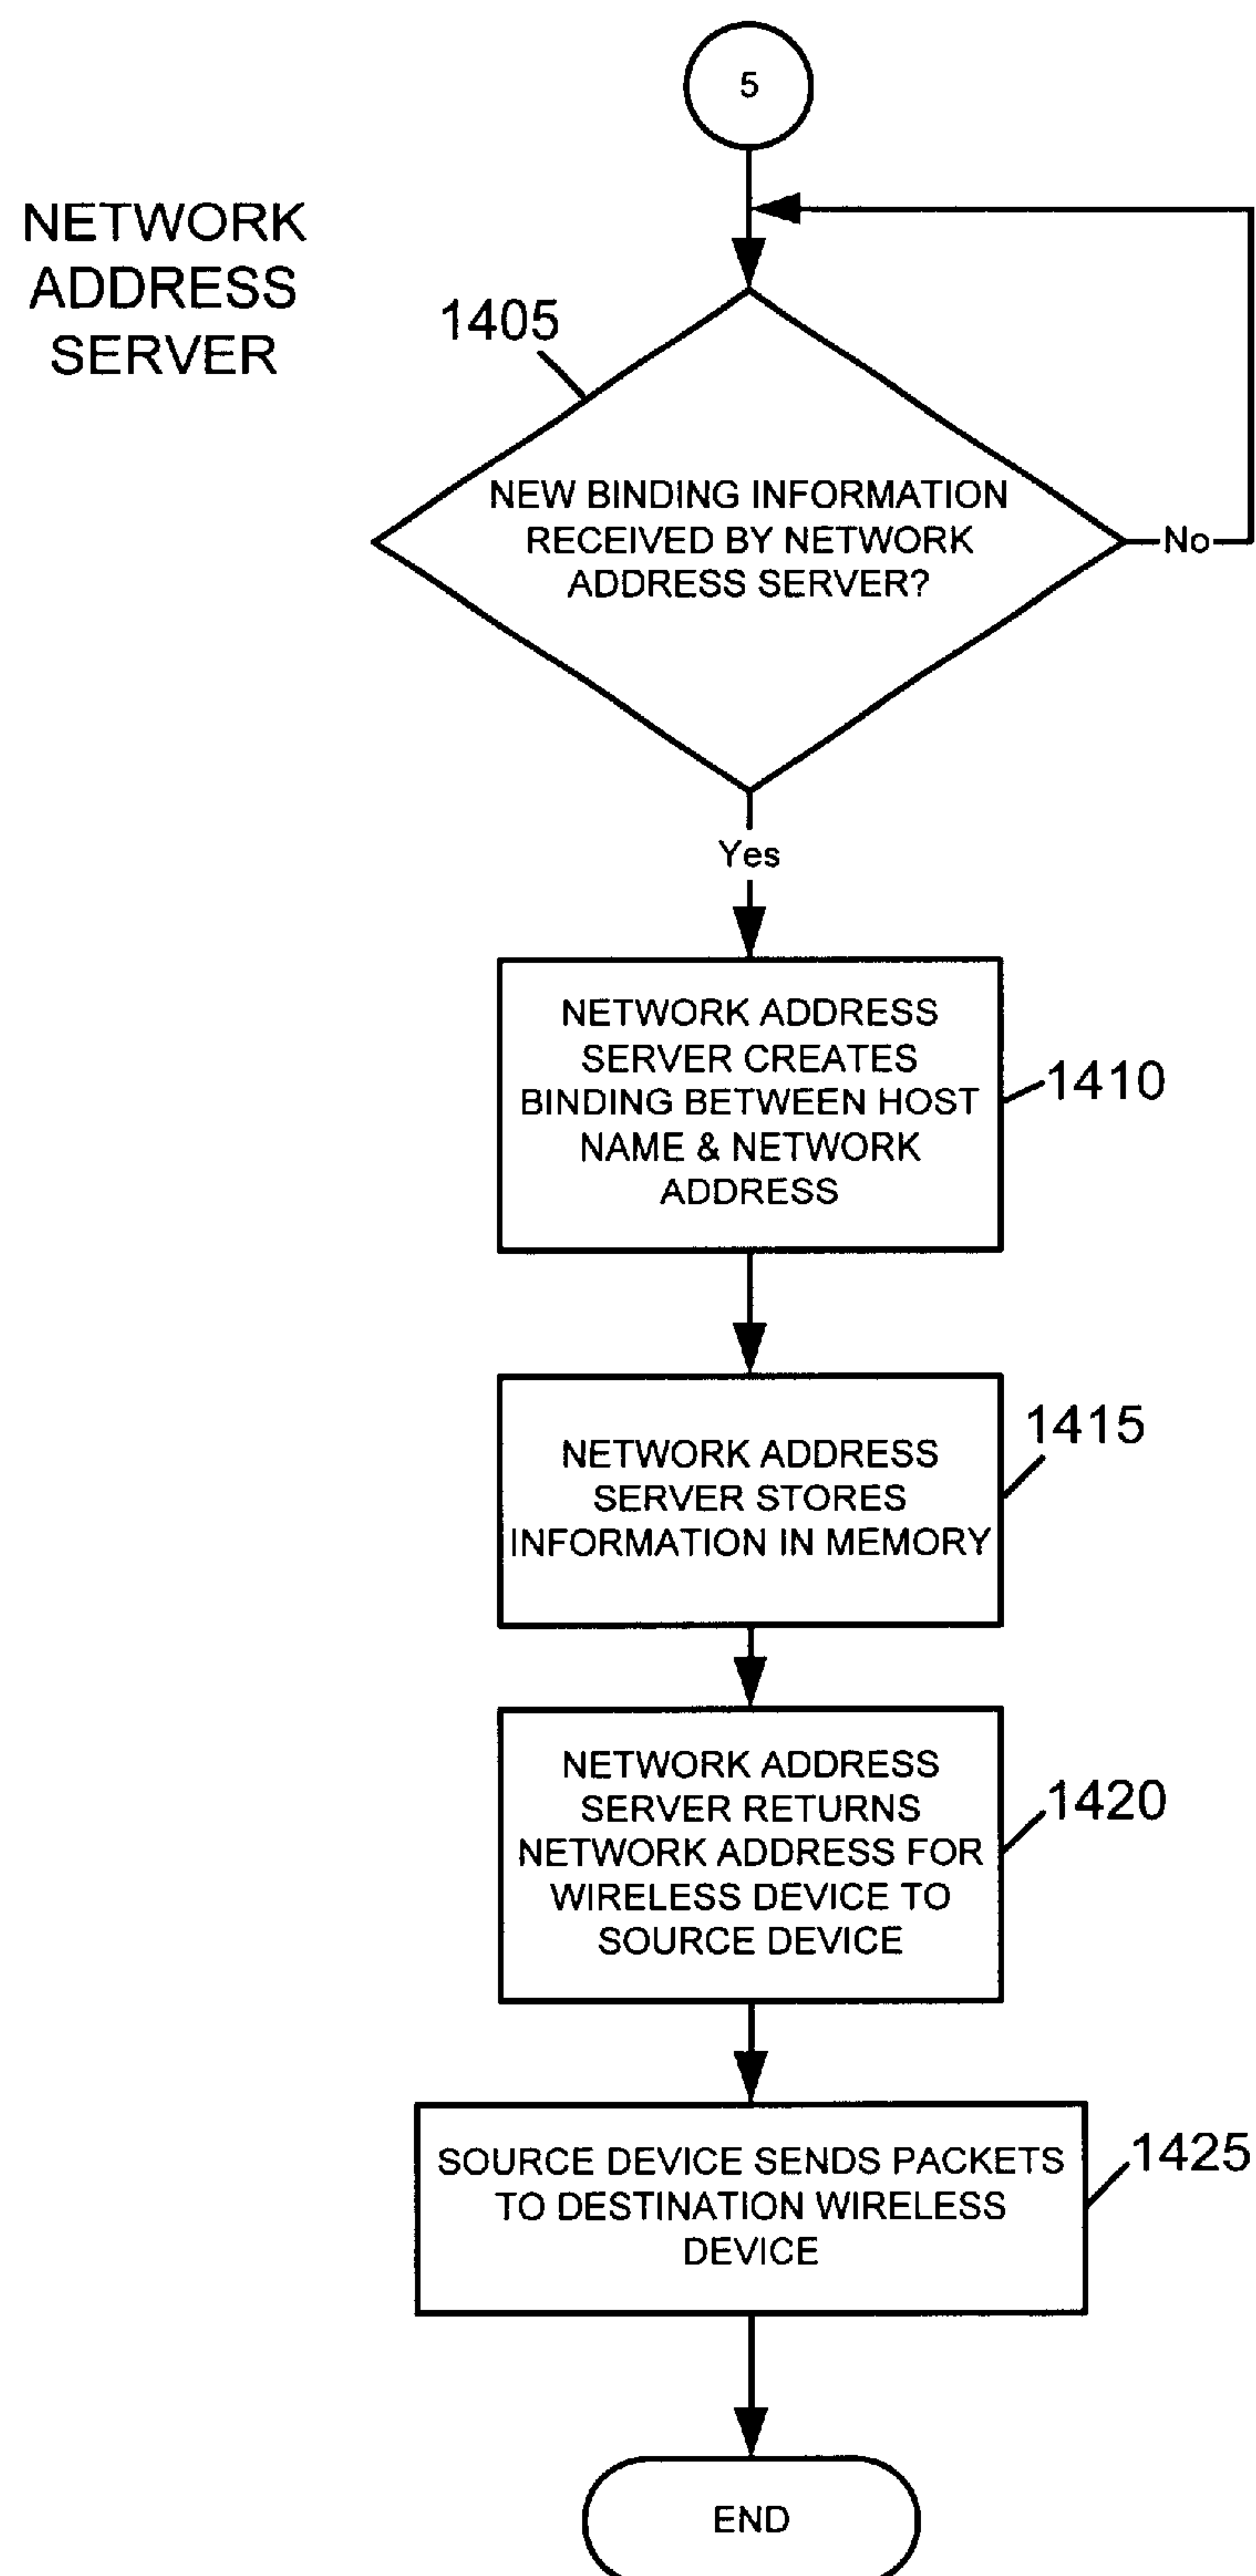 5
NETWORK
ADDRESS
SERVER
1405
NEW BINDING INFORMATION
RECEIVED BY NETWORK
ADDRESS SERVER?
No
Yes
NETWORK ADDRESS
SERVER CREATES
BINDING BETWEEN HOST
NAME & NETWORK
ADDRESS
1410
NETWORK ADDRESS
SERVER STORES
INFORMATION IN MEMORY
1415
NETWORK ADDRESS
SERVER RETURNS
NETWORK ADDRESS FOR
WIRELESS DEVICE TO
SOURCE DEVICE
1420
SOURCE DEVICE SENDS PACKETS
TO DESTINATION WIRELESS
DEVICE
1425
END